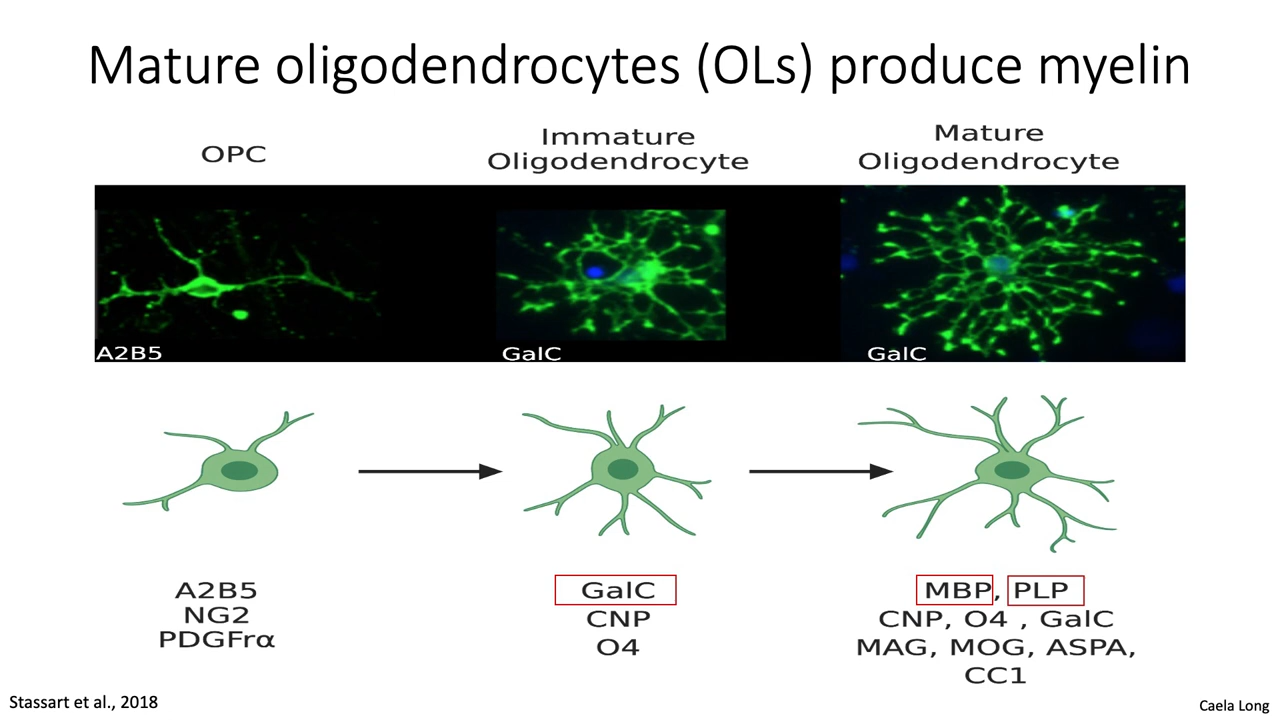 Mature oligodendrocytes (OLs) produce myelin
OPC
Immature
Oligodendrocyte
Mature
Oligodendrocyte
A2B5
GalC
GalC
A2B5
NG2
PDGFrα
GalC
CNP
O4
MBP, PLP
CNP, O4 , GalC
MAG, MOG, ASPA,
CC1
Stassart et al., 2018
Caela Long